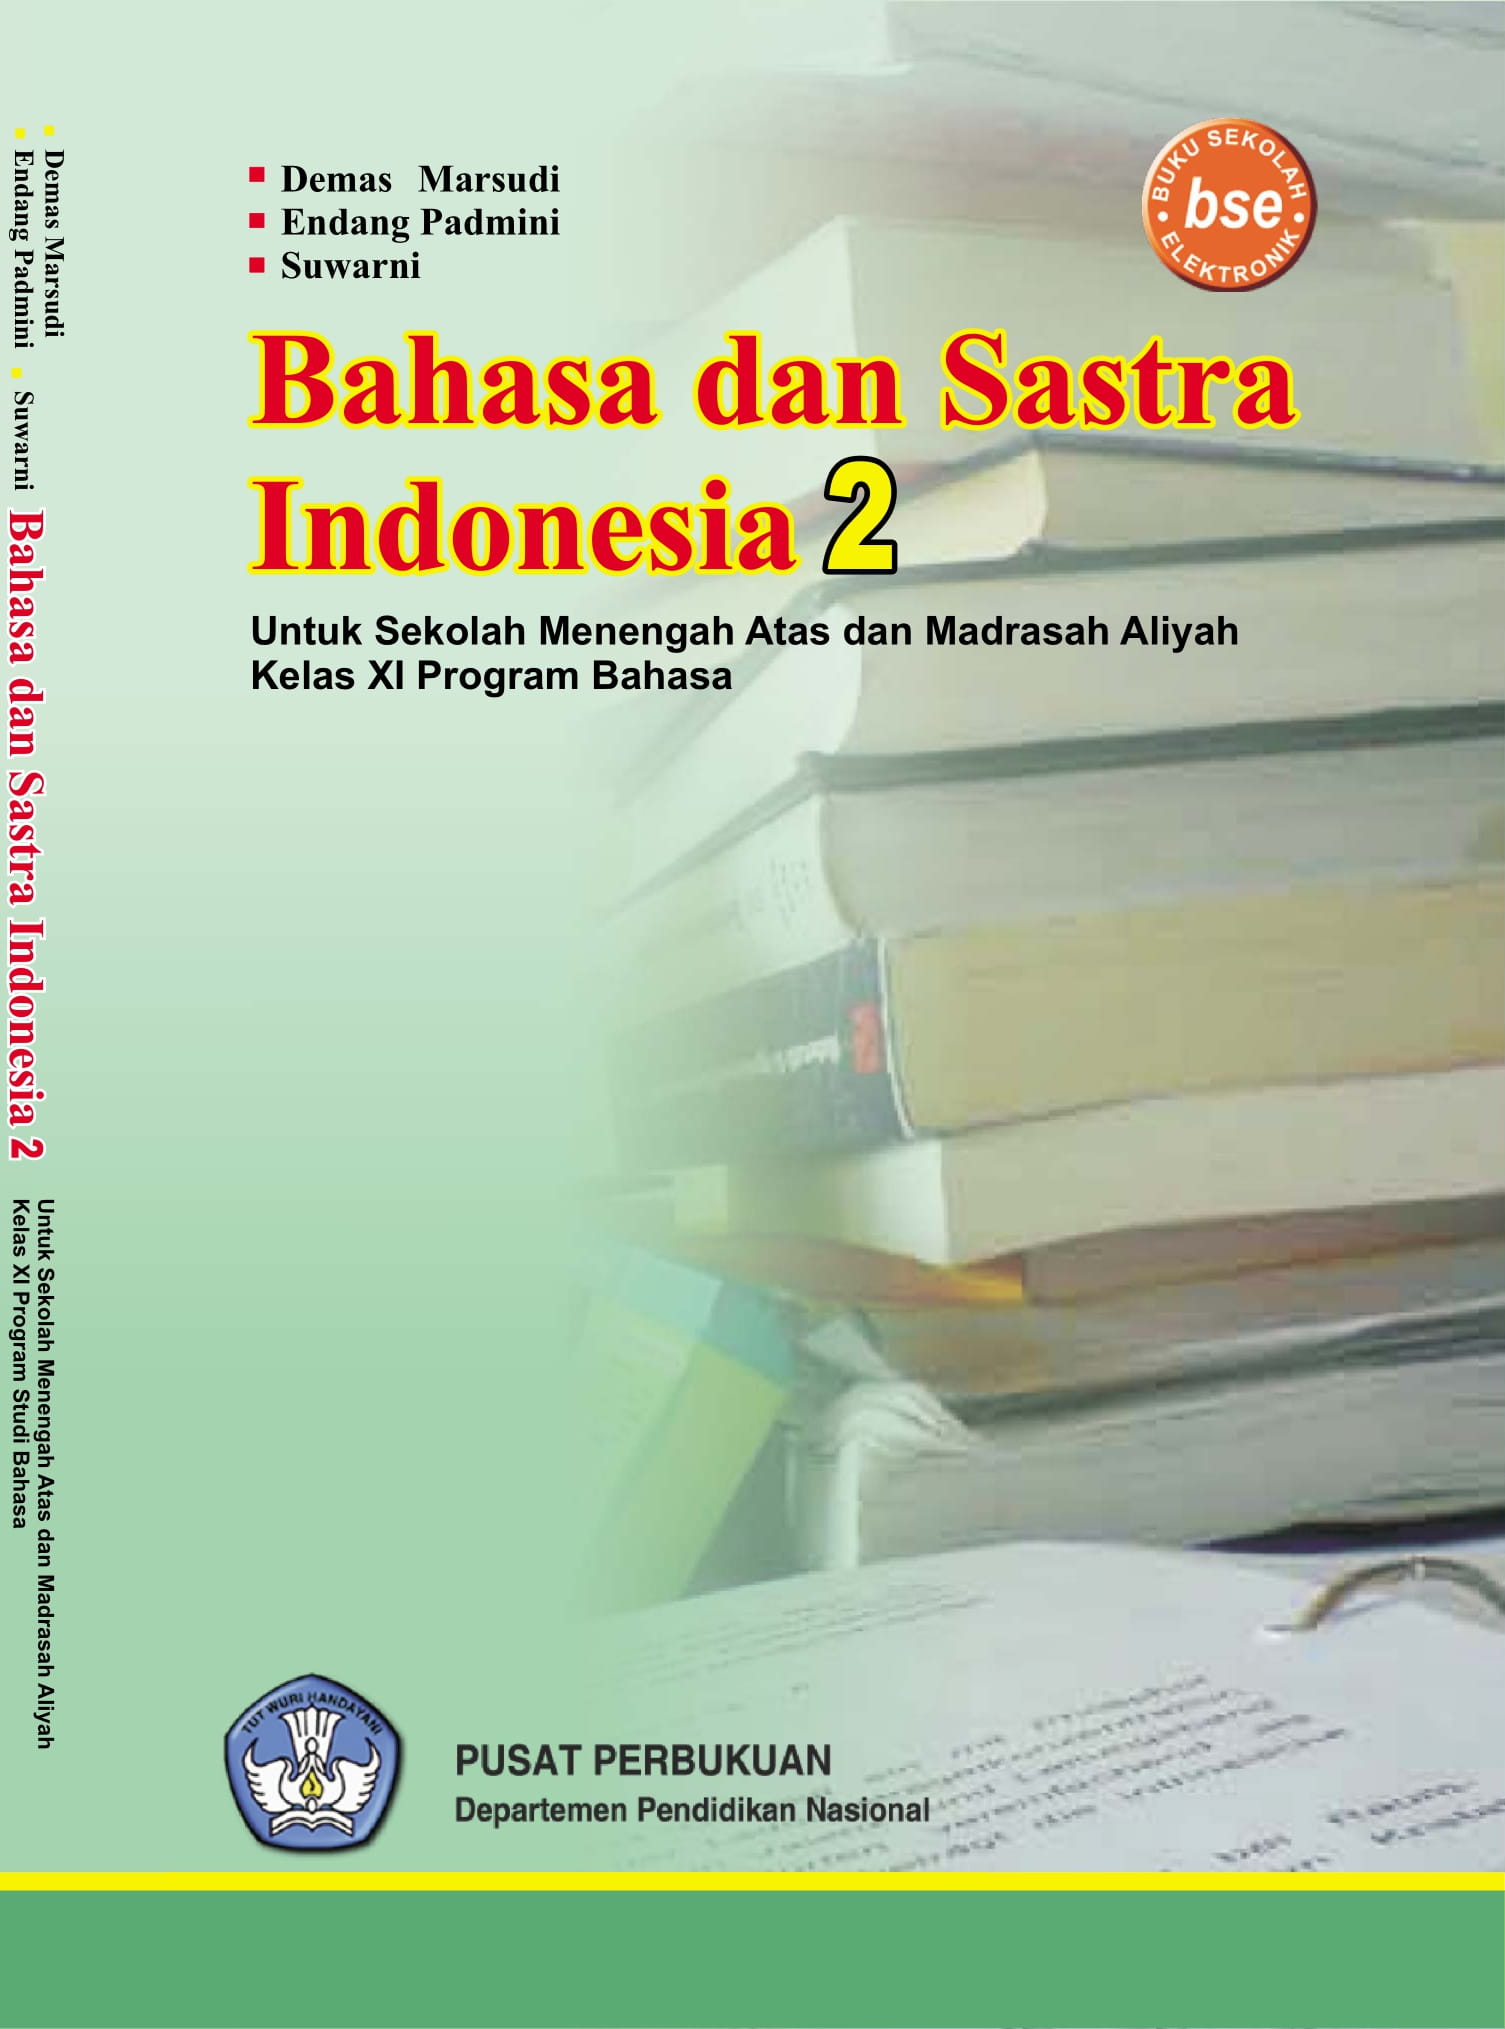 Demas Marsudi
Endang Padmini
Suwarni
BUKU SEKOLAH
bse
ELEKTRONIK
Bahasa dan Sastra
Indonesia 2
Untuk Sekolah Menengah Atas dan Madrasah Aliyah
Kelas XI Program Bahasa
TUT WURI HANDAYANI
PUSAT PERBUKUAN
Departemen Pendidikan Nasional
Demas Marsudi
Endang Padmini
Suwarni
Bahasa dan Sastra Indonesia 2
Untuk Sekolah Menengah Atas dan Madrasah Aliyah
Kelas XI Program Studi Bahasa